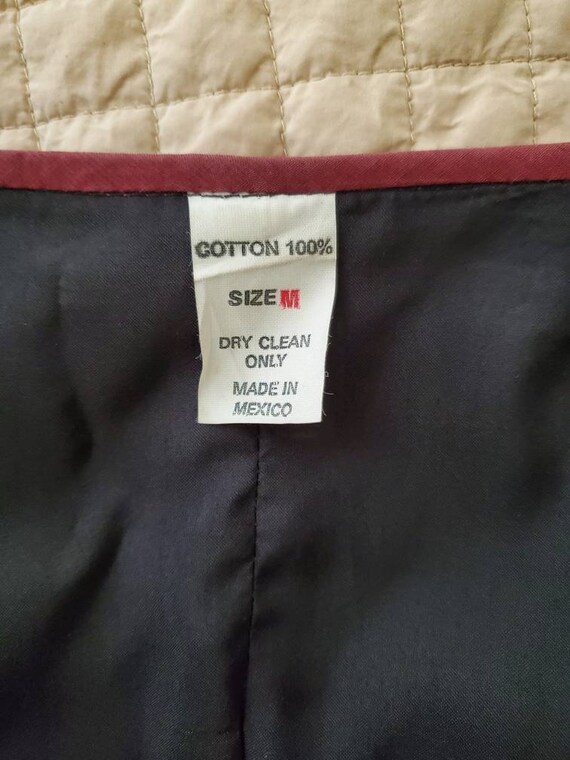 COTTON 100%
SIZE M
DRY CLEAN
ONLY
MADE IN
MEXICO